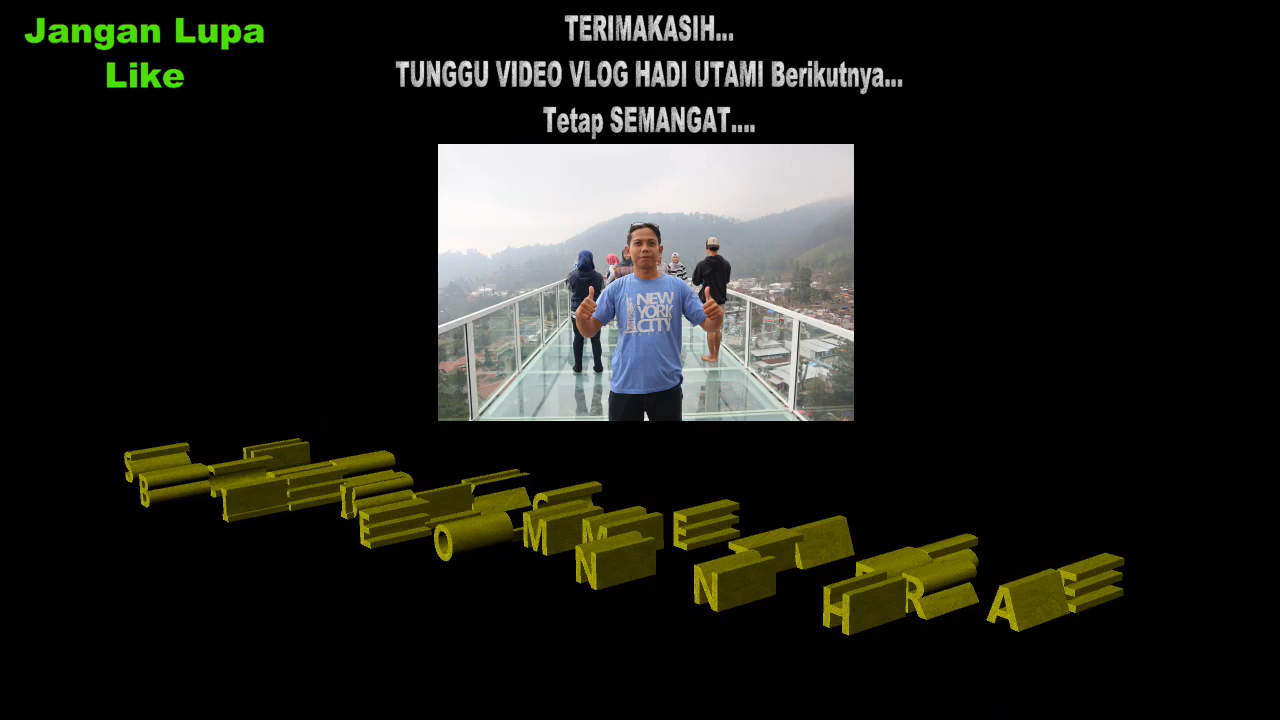 Jangan Lupa
Like
TERIMAKASIH...
TUNGGU VIDEO VLOG HADI UTAMI Berikutnya...
Tetap SEMANGAT....
NEW
YORK
CITY